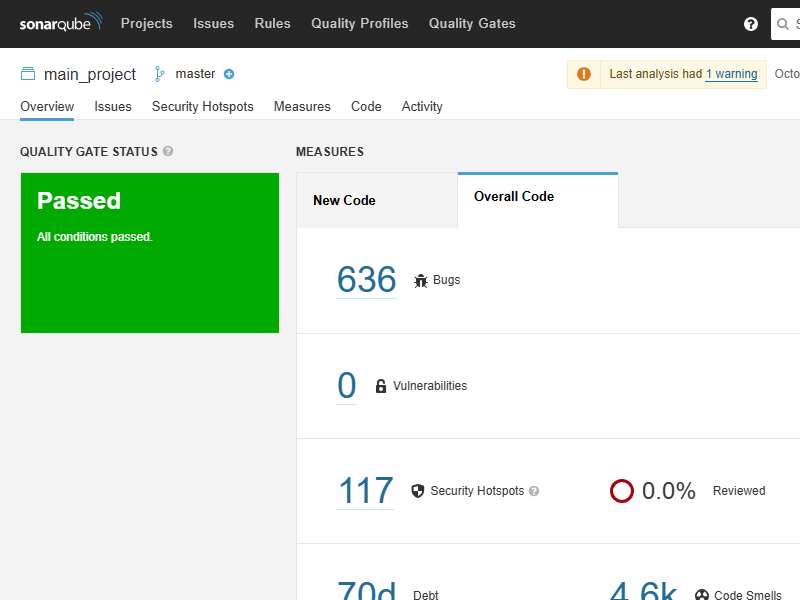 sonarqube Projects Issues Rules Quality Profiles Quality Gates ? S
main_project master Last analysis had 1 warning Octo
Overview Issues Security Hotspots Measures Code Activity
QUALITY GATE STATUS ?
MEASURES
Passed
All conditions passed.
New Code Overall Code
636 Bugs
0 Vulnerabilities
117 Security Hotspots ? 0.0% Reviewed
70d Debt 4.6k Code Smells